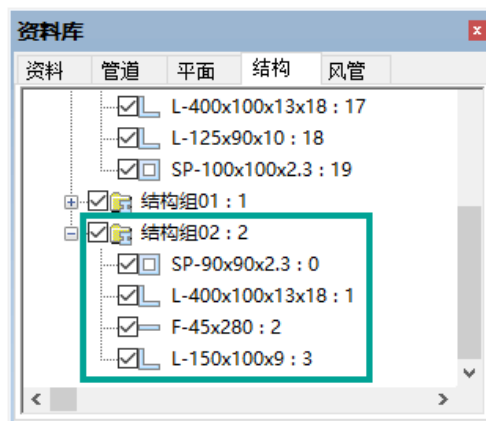 资料库
资料 管道 平面 结构 风管
L-400x100x13x18 : 17
L-125x90x10 : 18
SP-100x100x2.3 : 19
结构组01 : 1
结构组02 : 2
SP-90x90x2.3 : 0
L-400x100x13x18 : 1
F-45x280 : 2
L-150x100x9 : 3